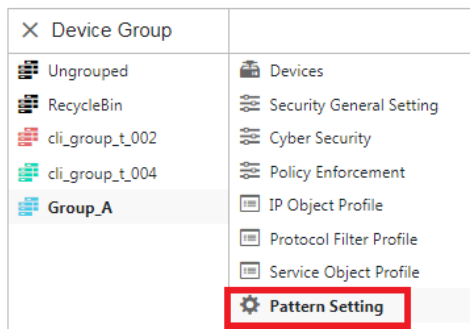 Device Group
Ungrouped
RecycleBin
cli_group_t_002
cli_group_t_004
Group_A
Devices
Security General Setting
Cyber Security
Policy Enforcement
IP Object Profile
Protocol Filter Profile
Service Object Profile
Pattern Setting